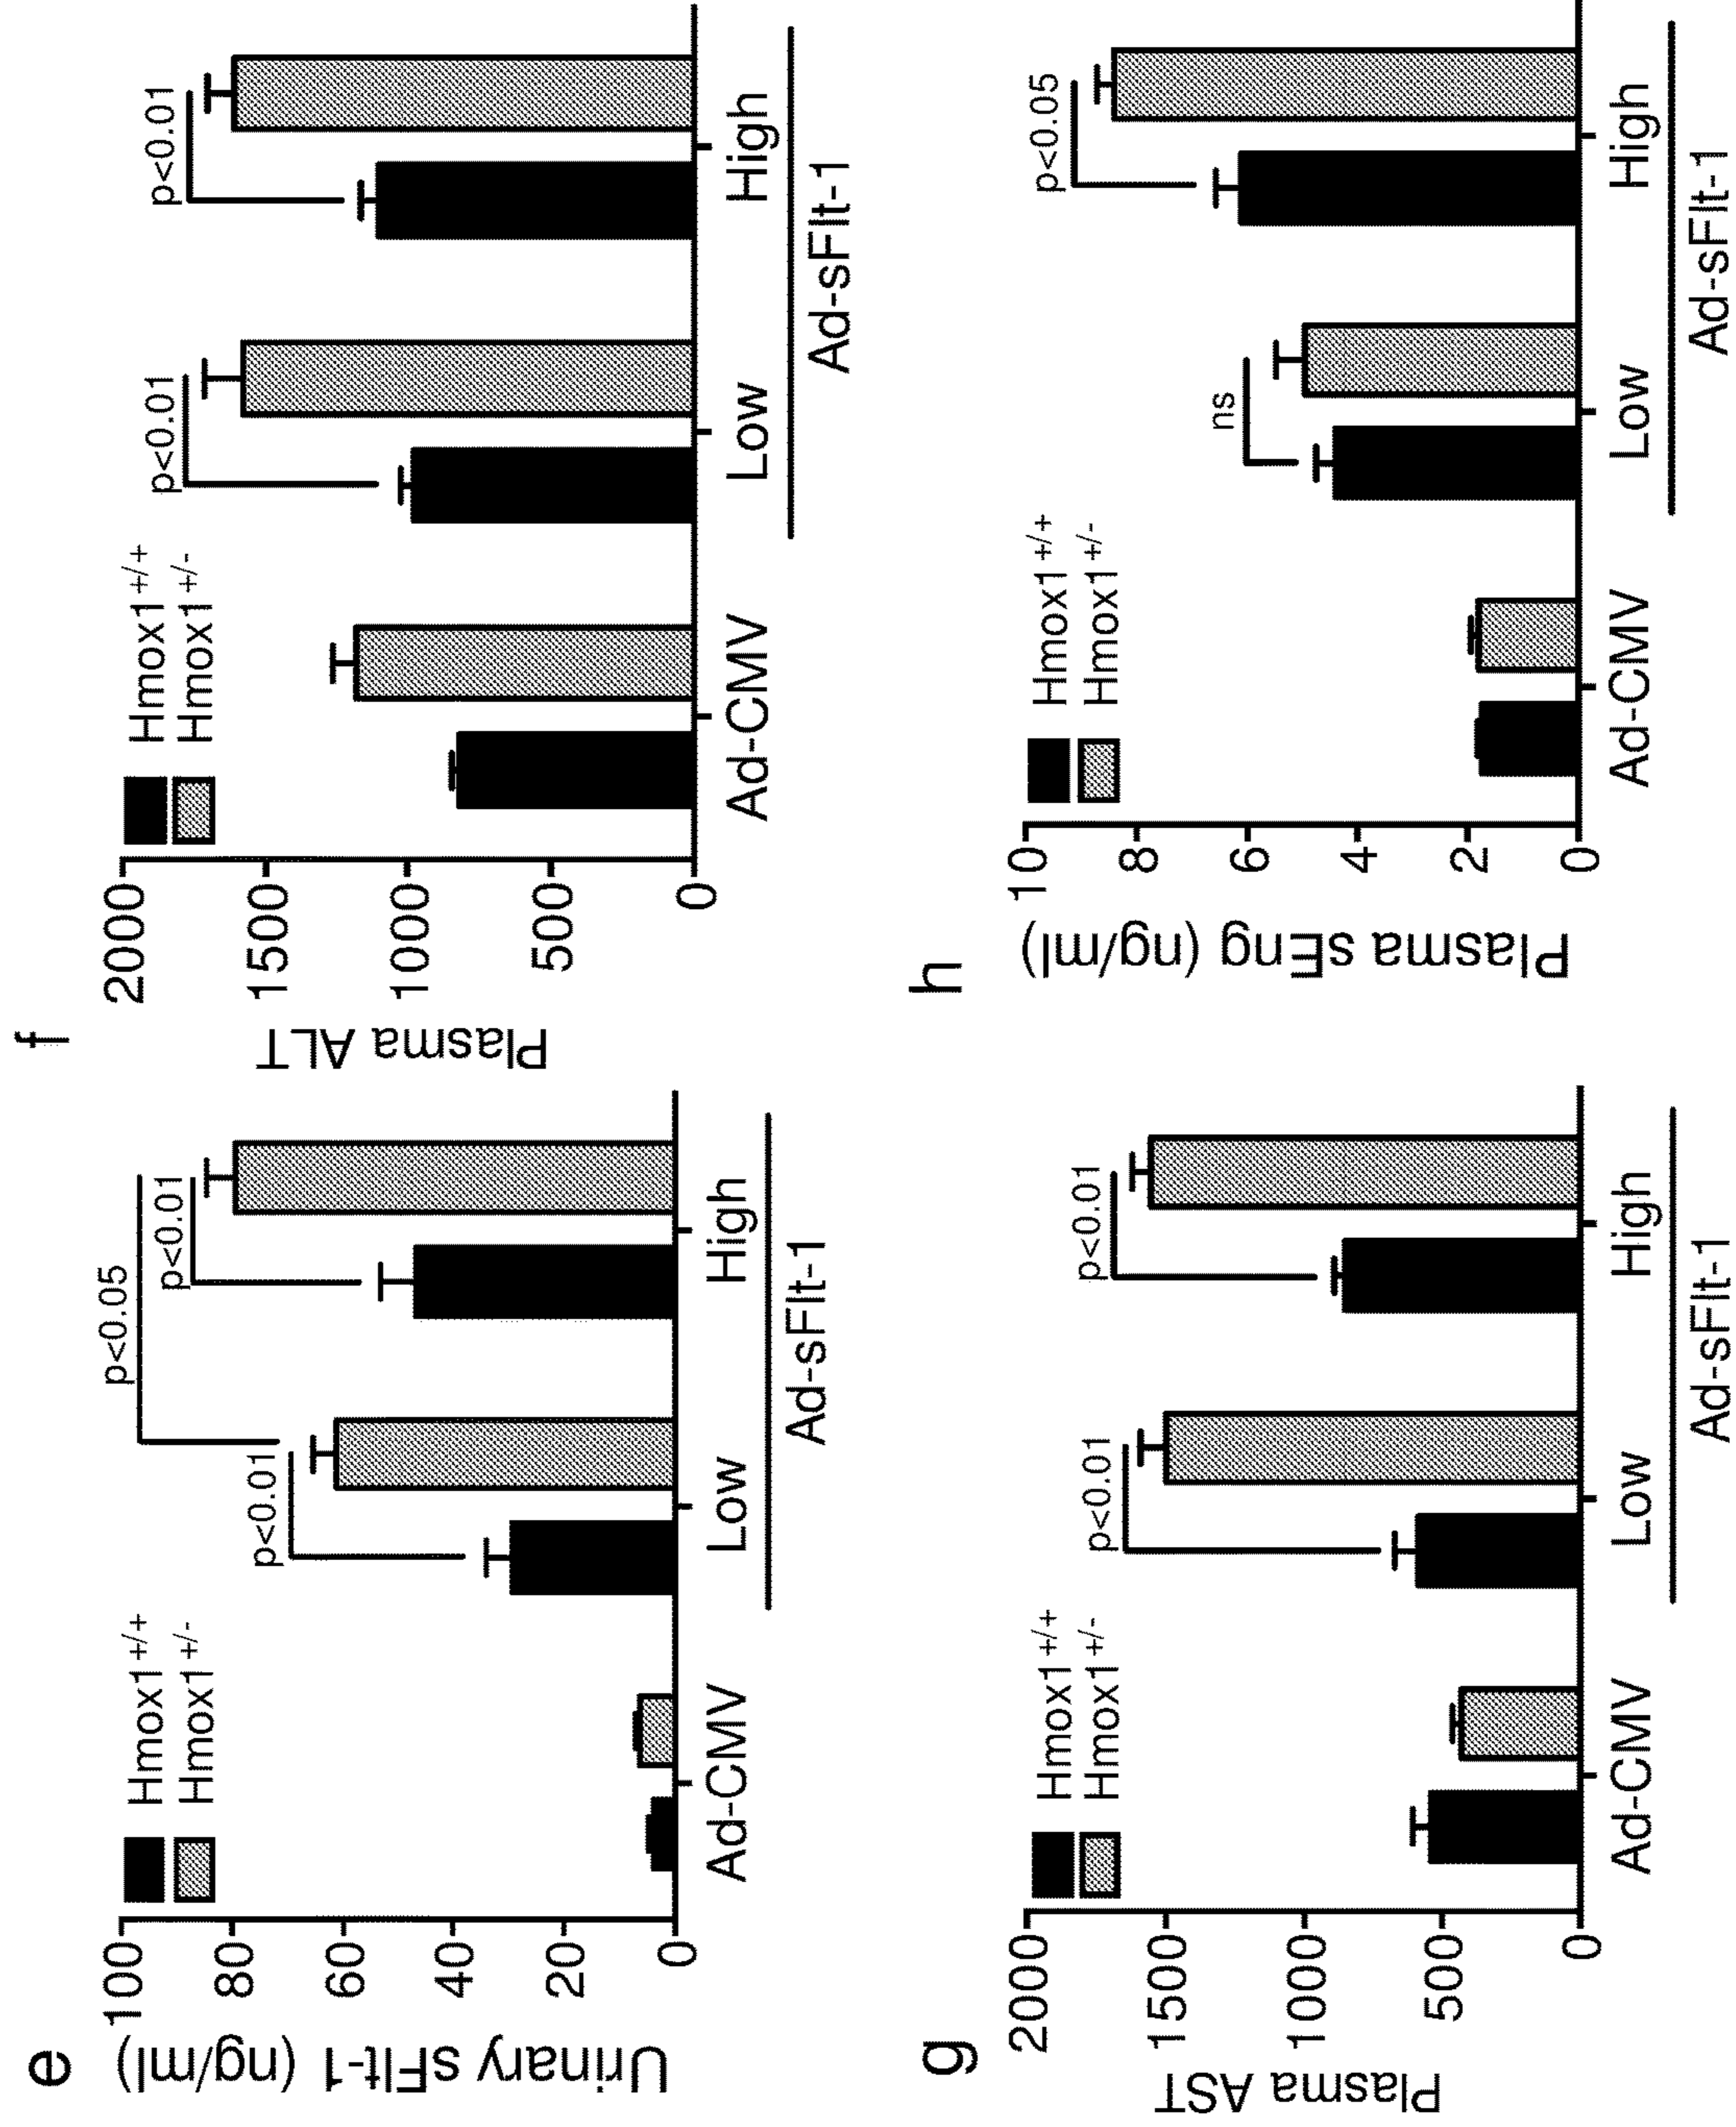 e
Urinary sFlt-1 (ng/ml)
100
80
60
40
20
0
Hmox1+/+
Hmox1+/-
p<0.01
p<0.05
p<0.01
Ad-CMV
Low
High
Ad-sFlt-1
f
Plasma ALT
2000
1500
1000
500
0
Hmox1+/+
Hmox1+/-
p<0.01
p<0.01
Ad-CMV
Low
High
Ad-sFlt-1
g
Plasma AST
2000
1500
1000
500
0
Hmox1+/+
Hmox1+/-
p<0.01
p<0.01
Ad-CMV
Low
High
Ad-sFlt-1
h
Plasma sEng (ng/ml)
10
8
6
4
2
0
Hmox1+/+
Hmox1+/-
ns
p<0.05
Ad-CMV
Low
High
Ad-sFlt-1